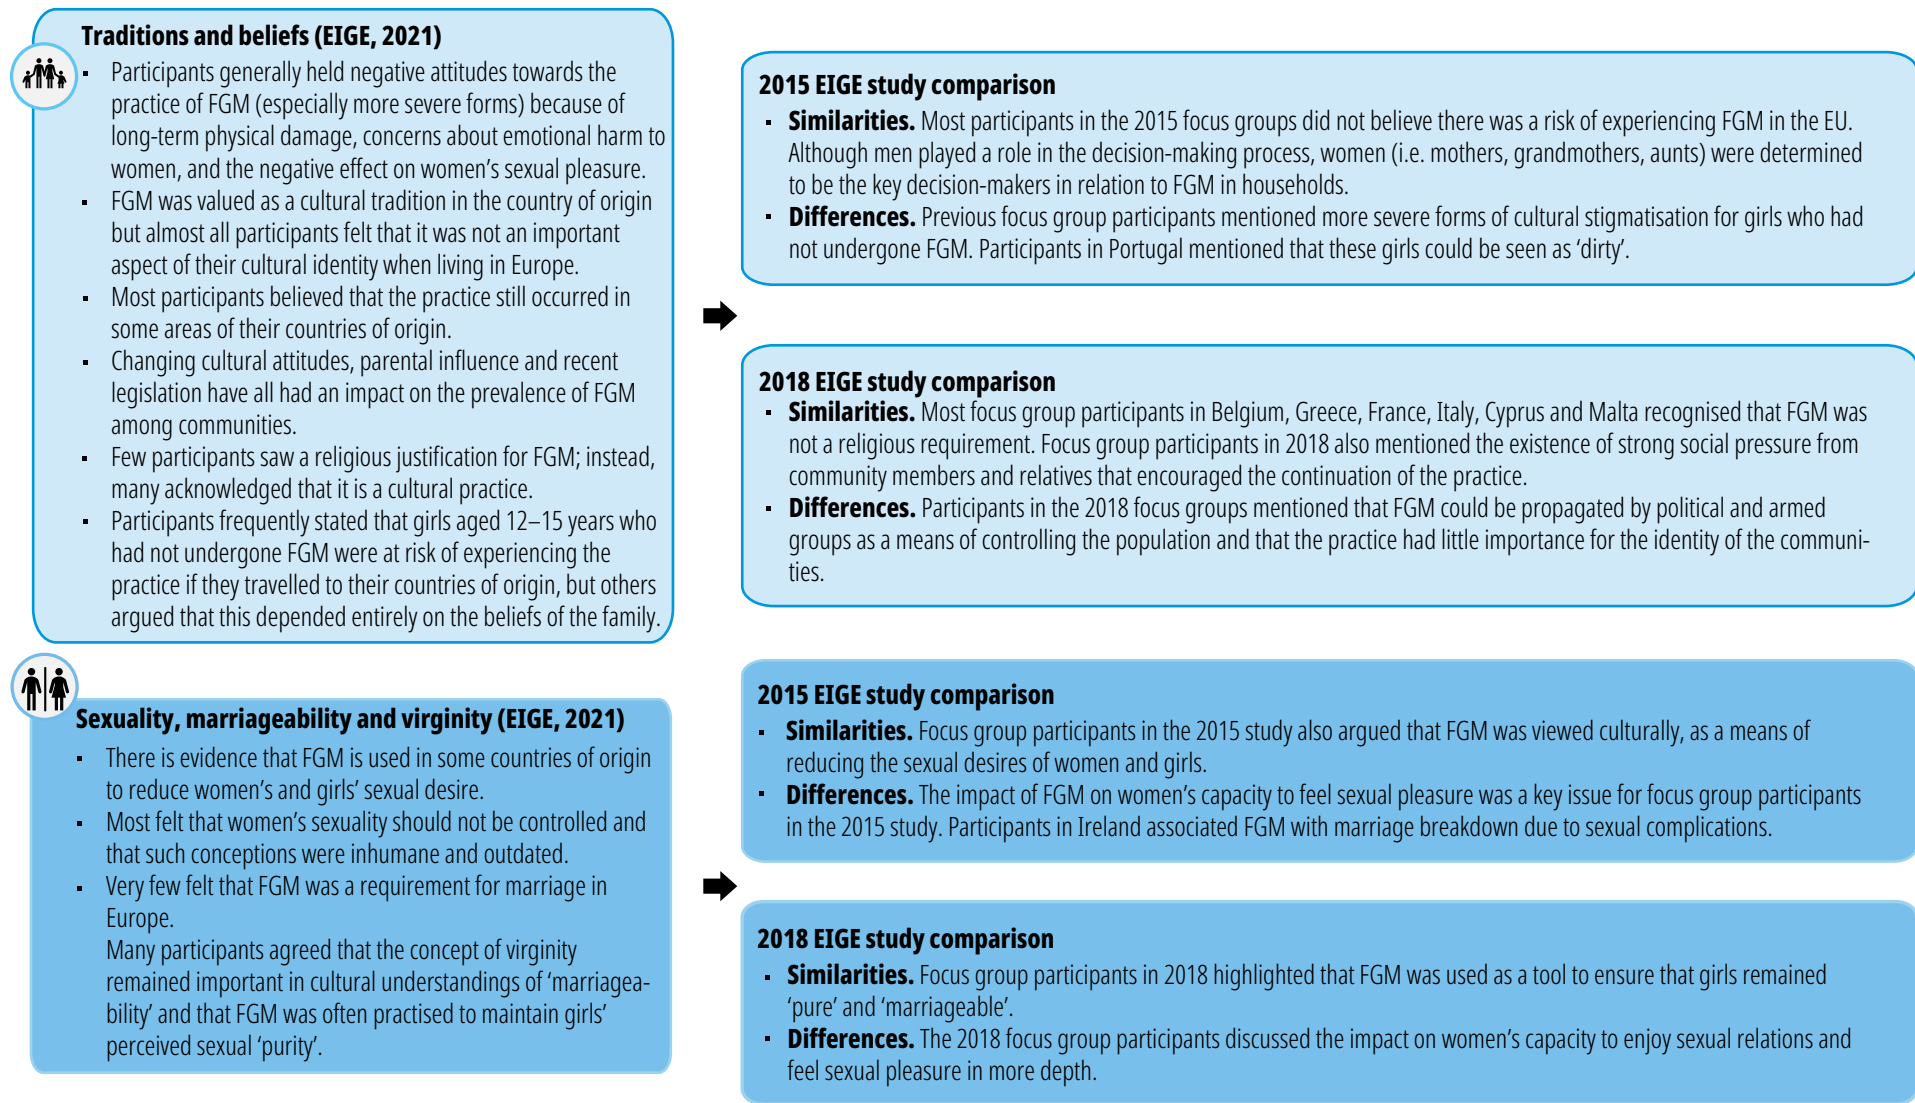 Traditions and beliefs (EIGE, 2021)
▪ Participants generally held negative attitudes towards the
practice of FGM (especially more severe forms) because of
long-term physical damage, concerns about emotional harm to
women, and the negative effect on women’s sexual pleasure.
▪ FGM was valued as a cultural tradition in the country of origin
but almost all participants felt that it was not an important
aspect of their cultural identity when living in Europe.
▪ Most participants believed that the practice still occurred in
some areas of their countries of origin.
▪ Changing cultural attitudes, parental influence and recent
legislation have all had an impact on the prevalence of FGM
among communities.
▪ Few participants saw a religious justification for FGM; instead,
many acknowledged that it is a cultural practice.
▪ Participants frequently stated that girls aged 12–15 years who
had not undergone FGM were at risk of experiencing the
practice if they travelled to their countries of origin, but others
argued that this depended entirely on the beliefs of the family.
2015 EIGE study comparison
▪ Similarities. Most participants in the 2015 focus groups did not believe there was a risk of experiencing FGM in the EU.
Although men played a role in the decision-making process, women (i.e. mothers, grandmothers, aunts) were determined
to be the key decision-makers in relation to FGM in households.
▪ Differences. Previous focus group participants mentioned more severe forms of cultural stigmatisation for girls who had
not undergone FGM. Participants in Portugal mentioned that these girls could be seen as ‘dirty’.
2018 EIGE study comparison
▪ Similarities. Most focus group participants in Belgium, Greece, France, Italy, Cyprus and Malta recognised that FGM was
not a religious requirement. Focus group participants in 2018 also mentioned the existence of strong social pressure from
community members and relatives that encouraged the continuation of the practice.
▪ Differences. Participants in the 2018 focus groups mentioned that FGM could be propagated by political and armed
groups as a means of controlling the population and that the practice had little importance for the identity of the communi-
ties.
Sexuality, marriageability and virginity (EIGE, 2021)
▪ There is evidence that FGM is used in some countries of origin
to reduce women’s and girls’ sexual desire.
▪ Most felt that women’s sexuality should not be controlled and
that such conceptions were inhumane and outdated.
▪ Very few felt that FGM was a requirement for marriage in
Europe.
Many participants agreed that the concept of virginity
remained important in cultural understandings of ‘marriagea-
bility’ and that FGM was often practised to maintain girls’
perceived sexual ‘purity’.
2015 EIGE study comparison
▪ Similarities. Focus group participants in the 2015 study also argued that FGM was viewed culturally, as a means of
reducing the sexual desires of women and girls.
▪ Differences. The impact of FGM on women’s capacity to feel sexual pleasure was a key issue for focus group participants
in the 2015 study. Participants in Ireland associated FGM with marriage breakdown due to sexual complications.
2018 EIGE study comparison
▪ Similarities. Focus group participants in 2018 highlighted that FGM was used as a tool to ensure that girls remained
‘pure’ and ‘marriageable’.
▪ Differences. The 2018 focus group participants discussed the impact on women’s capacity to enjoy sexual relations and
feel sexual pleasure in more depth.